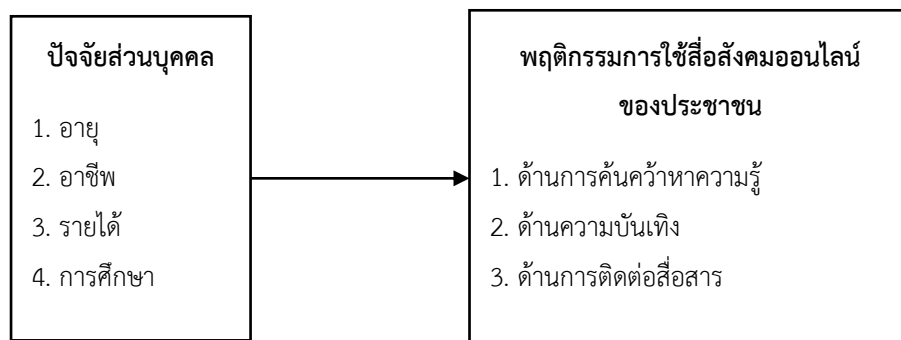 ปัจจัยส่วนบุคคล
1. อายุ
2. อาชีพ
3. รายได้
4. การศึกษา
พฤติกรรมการใช้สื่อสังคมออนไลน์
ของประชาชน
1. ด้านการค้นคว้าหาความรู้
2. ด้านความบันเทิง
3. ด้านการติดต่อสื่อสาร